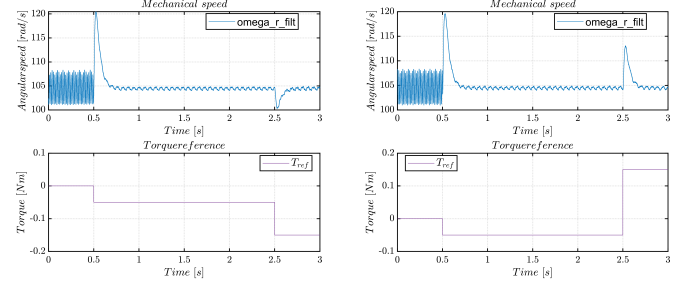 Mechanical speed
120
115
110
105
100
Angularspeed [rad/s]
omega_r_filt
0 0.5 1 1.5 2 2.5 3
Time [s]
Torquereference
0.1
0
-0.1
-0.2
Torque [Nm]
T_ref
0 0.5 1 1.5 2 2.5 3
Time [s]
Mechanical speed
120
115
110
105
100
Angularspeed [rad/s]
omega_r_filt
0 0.5 1 1.5 2 2.5 3
Time [s]
Torquereference
0.2
0.1
0
-0.1
Torque [Nm]
T_ref
0 0.5 1 1.5 2 2.5 3
Time [s]